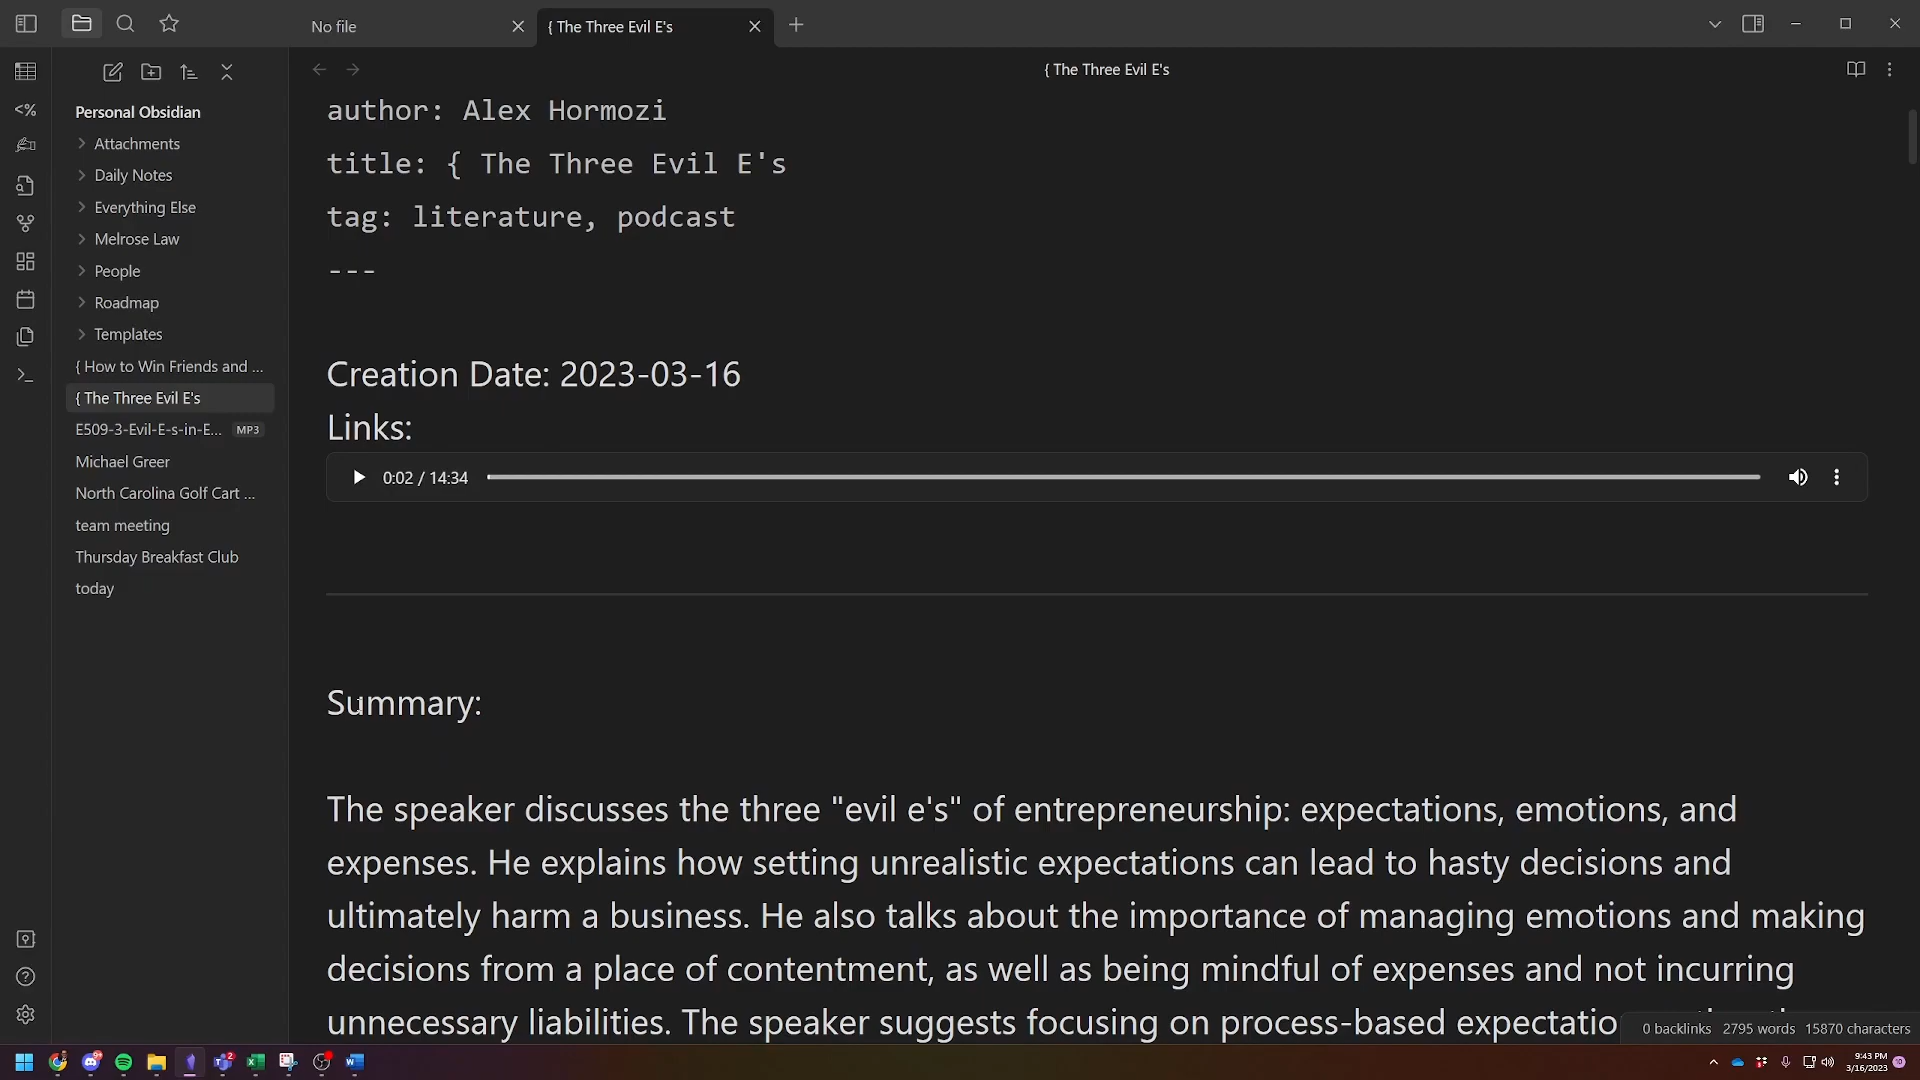 No file
{ The Three Evil E's
{ The Three Evil E's
Personal Obsidian
Attachments
Daily Notes
Everything Else
Melrose Law
People
Roadmap
Templates
{ How to Win Friends and ...
{ The Three Evil E's
E509-3-Evil-E-s-in-E... MP3
Michael Greer
North Carolina Golf Cart ...
team meeting
Thursday Breakfast Club
today
author: Alex Hormozi
title: { The Three Evil E's
tag: literature, podcast
---
Creation Date: 2023-03-16
Links:
0:02 / 14:34
Summary:
The speaker discusses the three "evil e's" of entrepreneurship: expectations, emotions, and
expenses. He explains how setting unrealistic expectations can lead to hasty decisions and
ultimately harm a business. He also talks about the importance of managing emotions and making
decisions from a place of contentment, as well as being mindful of expenses and not incurring
unnecessary liabilities. The speaker suggests focusing on process-based
0 backlinks 2795 words 15870 characters
9:43 PM
3/16/2023